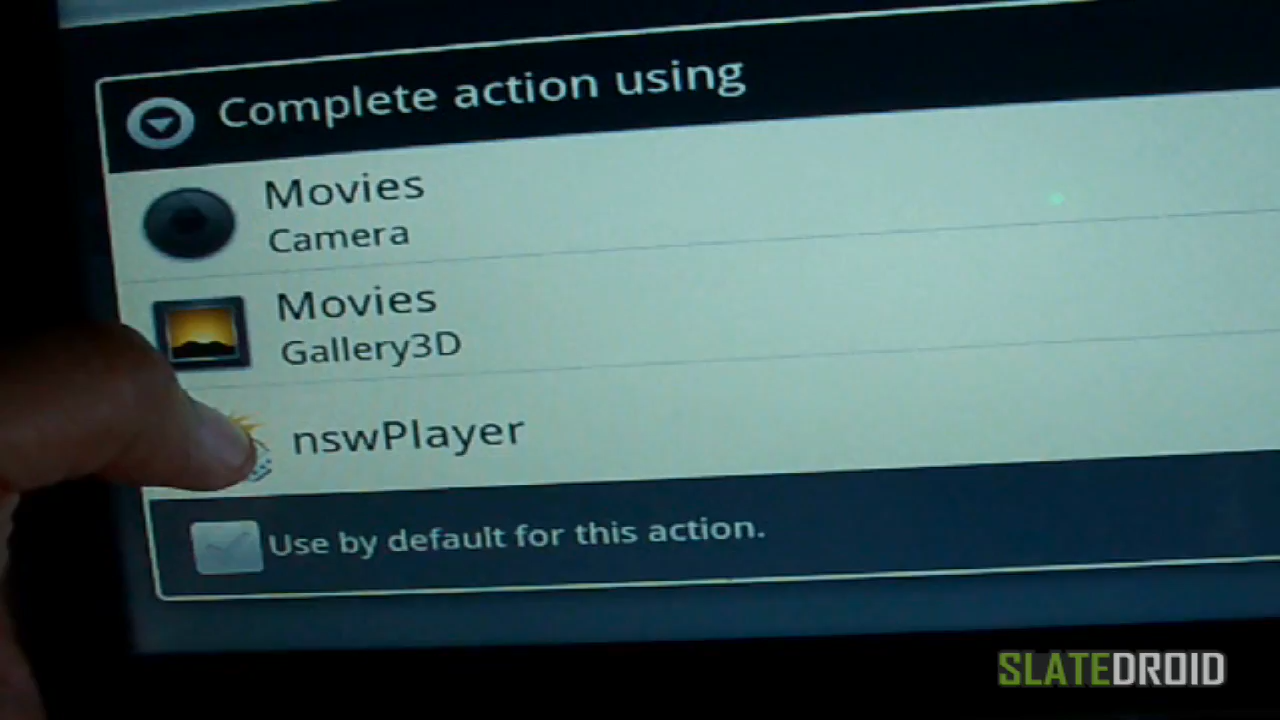 Complete action using
Movies
Camera
Movies
Gallery3D
nswPlayer
Use by default for this action.
SLATEDROID